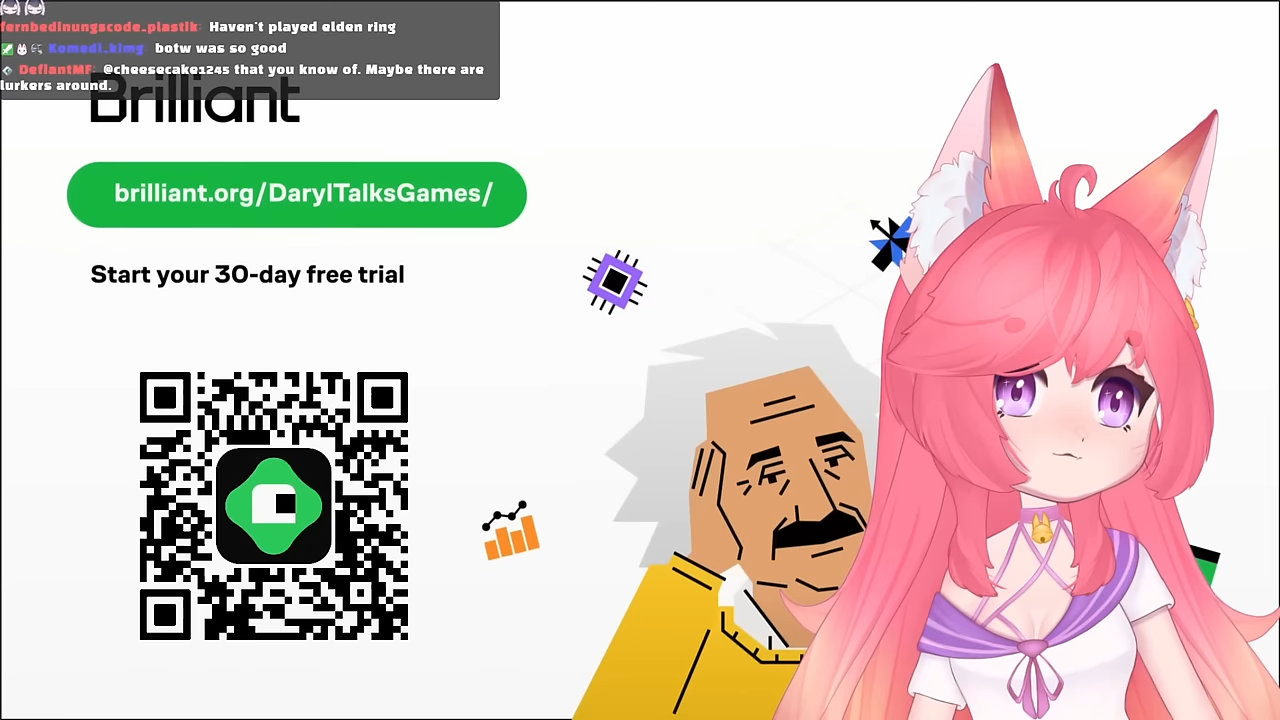 fernbedinungscode_plastik: Haven't played elden ring
Komedi_kimg: botw was so good
DefiantMF: @cheesecake1245 that you know of. Maybe there are
lurkers around.
Brilliant
brilliant.org/DarylTalksGames/
Start your 30-day free trial